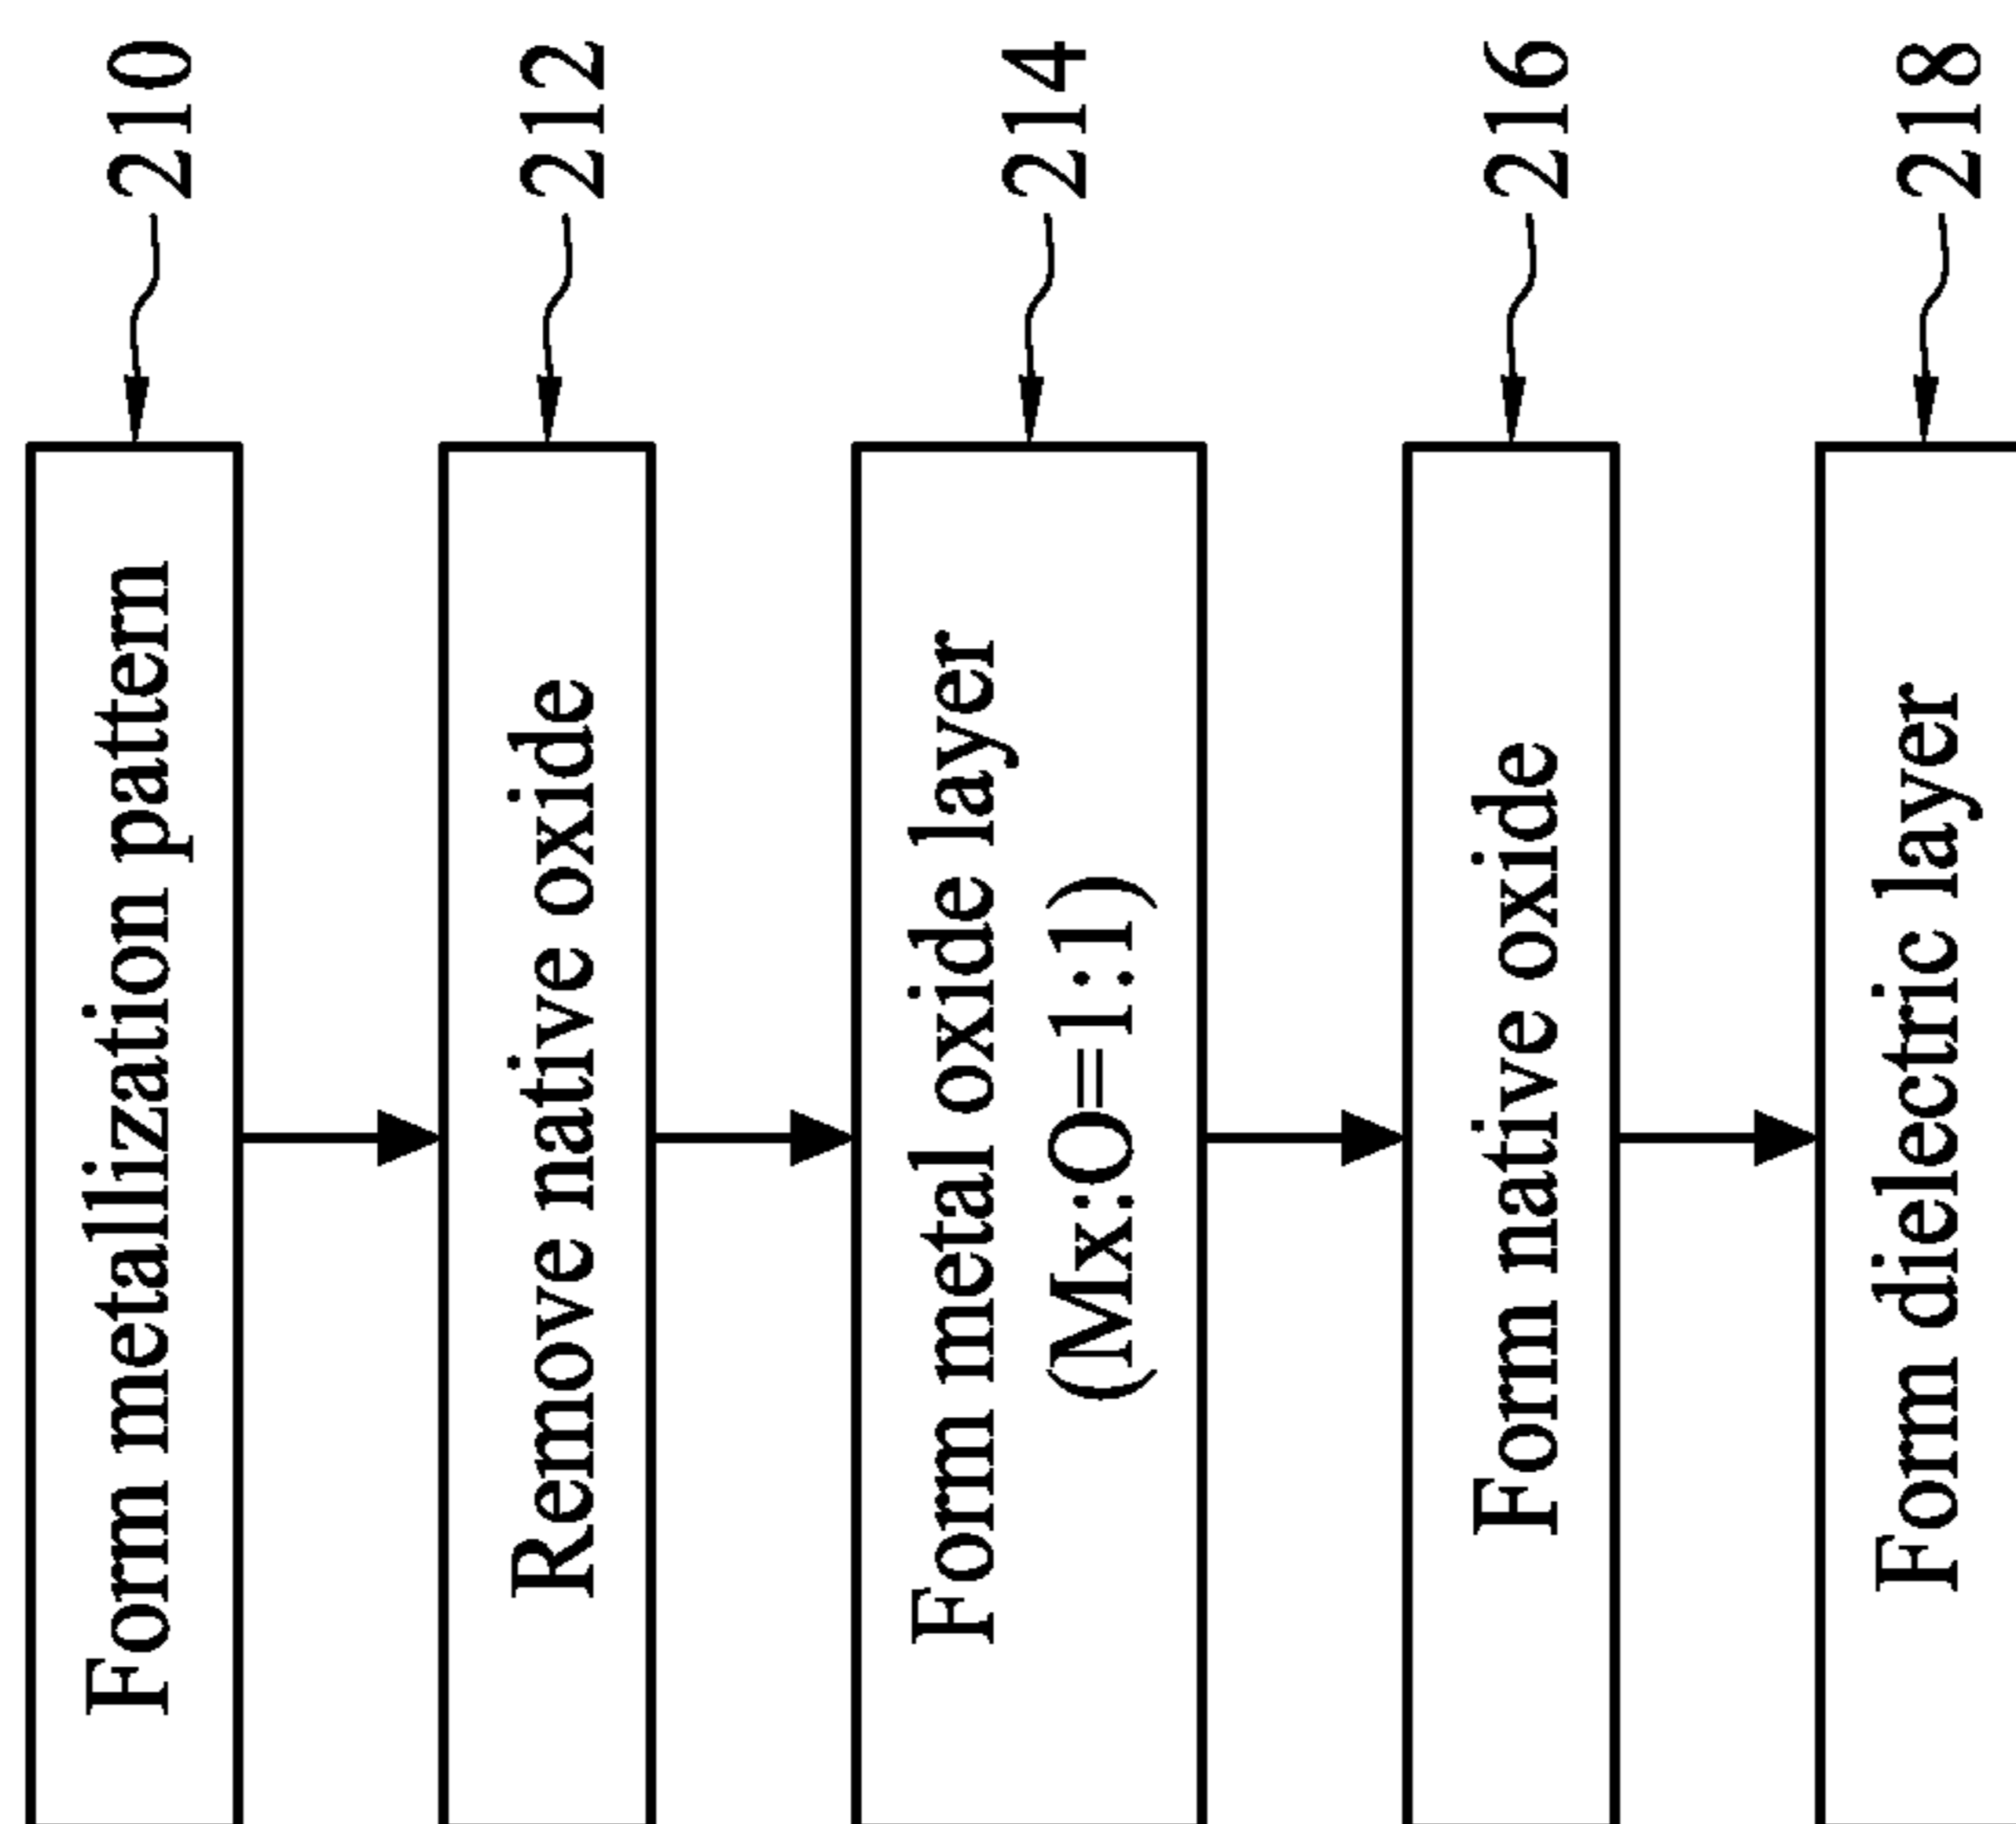 Form metallization pattern
210
Remove native oxide
212
Form metal oxide layer
(Mx:O=1:1)
214
Form native oxide
216
Form dielectric layer
218